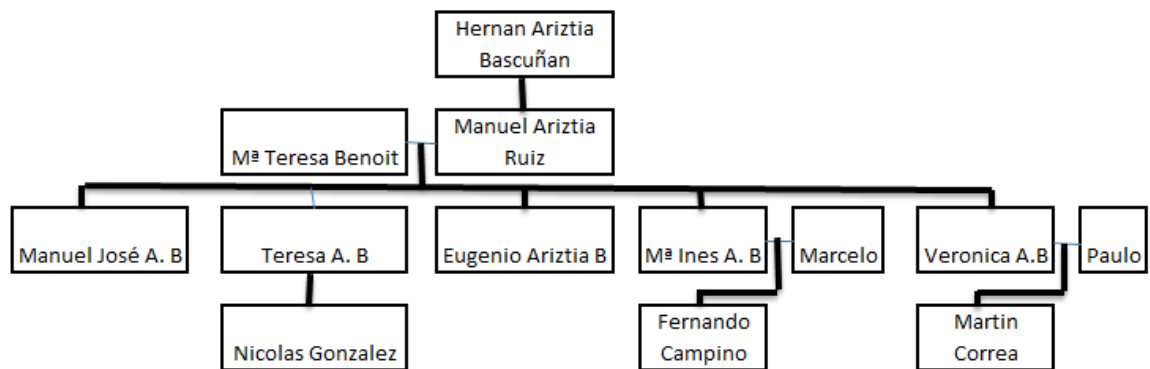 Hernan Ariztia
Bascuñan
Mª Teresa Benoit
Manuel Ariztia
Ruiz
Manuel José A. B
Teresa A. B
Eugenio Ariztia B
Mª Ines A. B
Marcelo
Veronica A.B
Paulo
Nicolas Gonzalez
Fernando
Campino
Martin
Correa